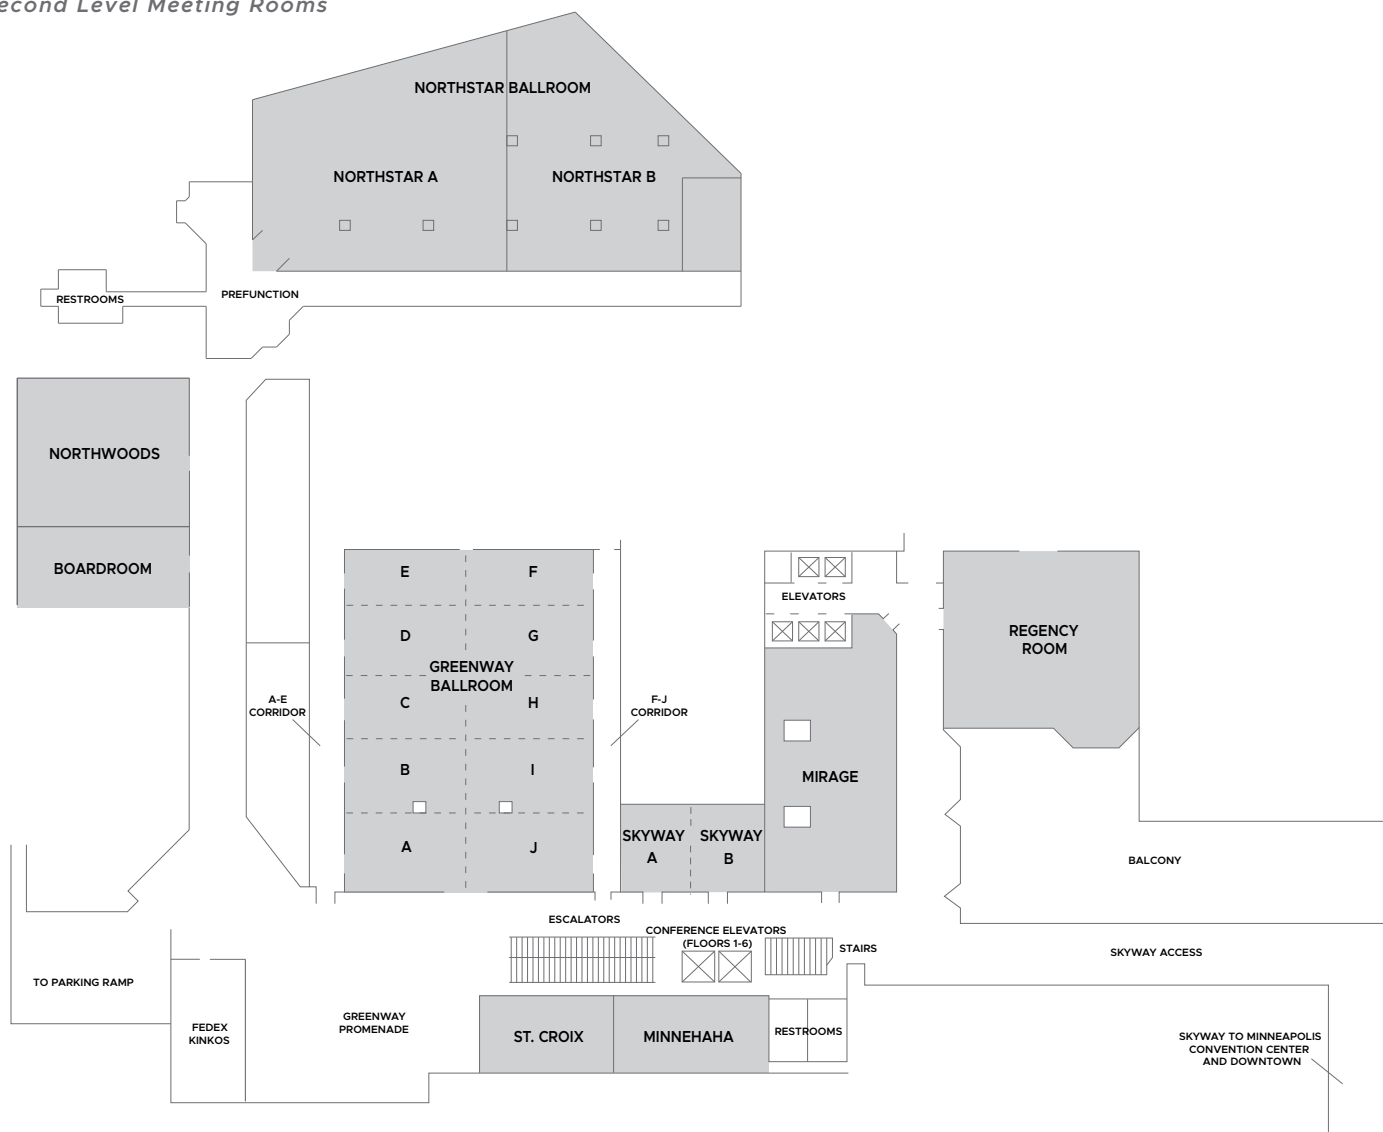 econd Level Meeting Rooms
NORTHSTAR BALLROOM
NORTHSTAR A
NORTHSTAR B
RESTROOMS
PREFUNCTION
NORTHWOODS
BOARDROOM
E
F
D
G
GREENWAY
BALLROOM
C
H
B
I
A
J
A-E
CORRIDOR
F-J
CORRIDOR
ELEVATORS
REGENCY
ROOM
MIRAGE
SKYWAY
A
SKYWAY
B
BALCONY
ESCALATORS
CONFERENCE ELEVATORS
(FLOORS 1-6)
STAIRS
SKYWAY ACCESS
TO PARKING RAMP
FEDEX
KINKOS
GREENWAY
PROMENADE
ST. CROIX
MINNEHAHA
RESTROOMS
SKYWAY TO MINNEAPOLIS
CONVENTION CENTER
AND DOWNTOWN